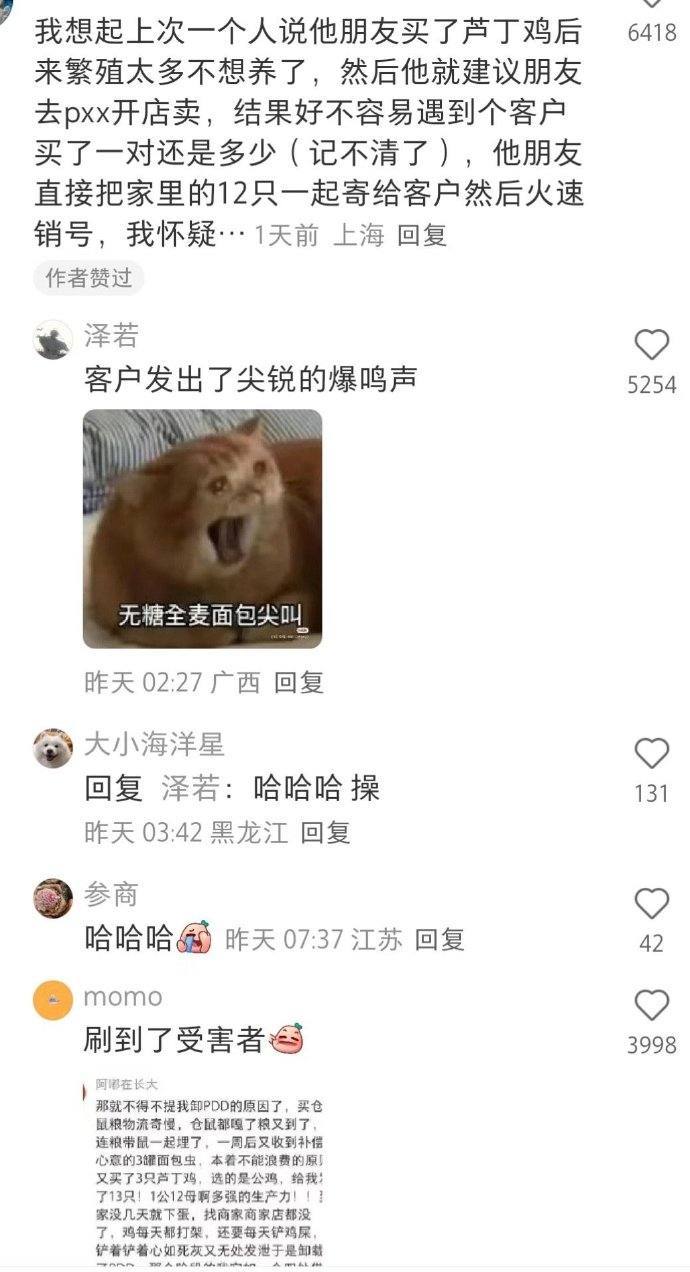 我想起上次一个人说他朋友买了芦丁鸡后
来繁殖太多不想养了，然后他就建议朋友
去pxx开店卖，结果好不容易遇到个客户
买了一对还是多少（记不清了），他朋友
直接把家里的12只一起寄给客户然后火速
销号，我怀疑… 1天前 上海 回复
6418
作者赞过
泽若
客户发出了尖锐的爆鸣声
5254
无糖全麦面包尖叫
昨天 02:27 广西 回复
大小海洋星
回复 泽若：哈哈哈 操
131
昨天 03:42 黑龙江 回复
参商
哈哈哈 昨天 07:37 江苏 回复
42
momo
刷到了受害者
3998
阿嘟在长大
那就不得不提我卸PDD的原因了，买仓
鼠粮物流奇慢，仓鼠都嘎了粮又到了，
连粮带鼠一起埋了，一周后又收到补偿
心意的3罐面包虫，本着不能浪费的原
又买了3只芦丁鸡，选的是公鸡，给我
了13只！1公12母啊多强的生产力！！
家没几天就下蛋，找商家商家店都没
了，鸡每天都打架，还要每天铲鸡屎，
铲着铲着心如死灰又无处发泄于是卸载